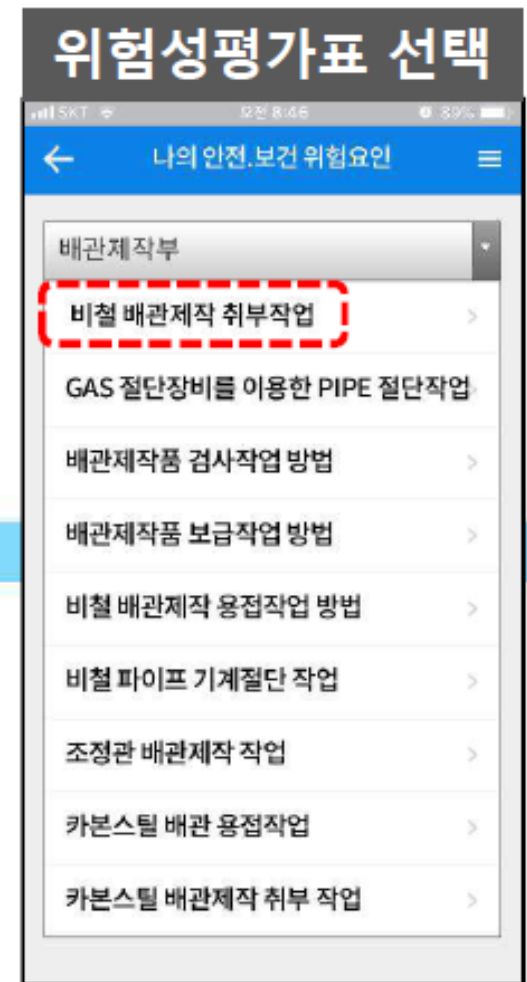 위험성평가표 선택
SKT 오전 8:46 89%
나의 안전.보건 위험요인
배관제작부
비철 배관제작 취부작업
GAS 절단장비를 이용한 PIPE 절단작업
배관제작품 검사작업 방법
배관제작품 보급작업 방법
비철 배관제작 용접작업 방법
비철 파이프 기계절단 작업
조정관 배관제작 작업
카본스틸 배관 용접작업
카본스틸 배관제작 취부 작업